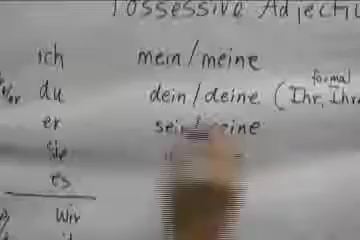 Possessive Adjecti
ich mein/meine
du dein/deine (Ihr, Ihre
formal
er sein/seine
Sie
es
Wir